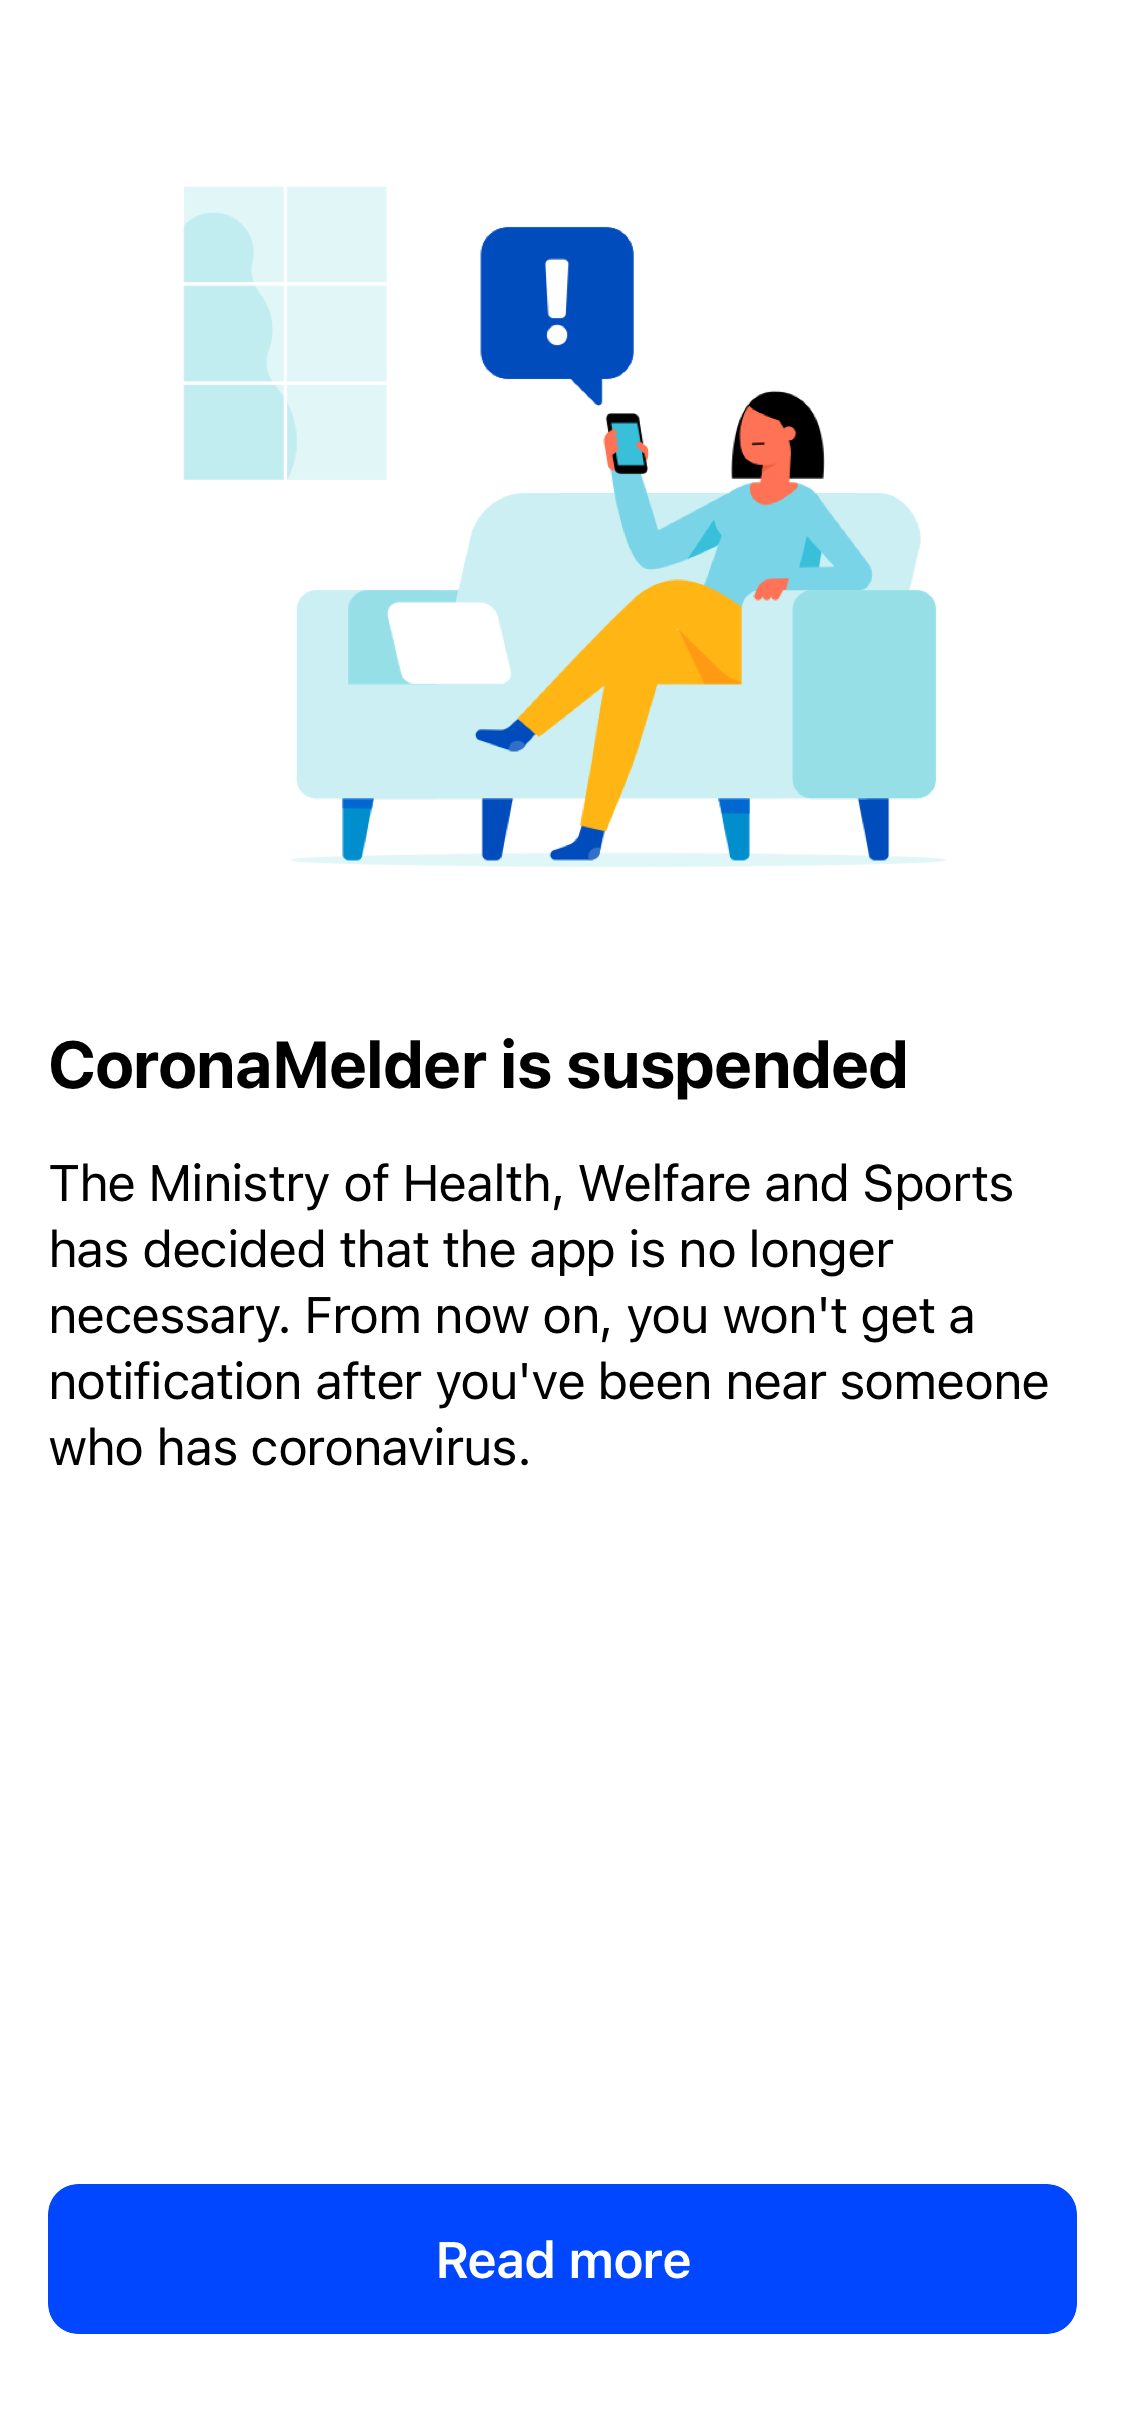 !
CoronaMelder is suspended
The Ministry of Health, Welfare and Sports
has decided that the app is no longer
necessary. From now on, you won't get a
notification after you've been near someone
who has coronavirus.
Read more